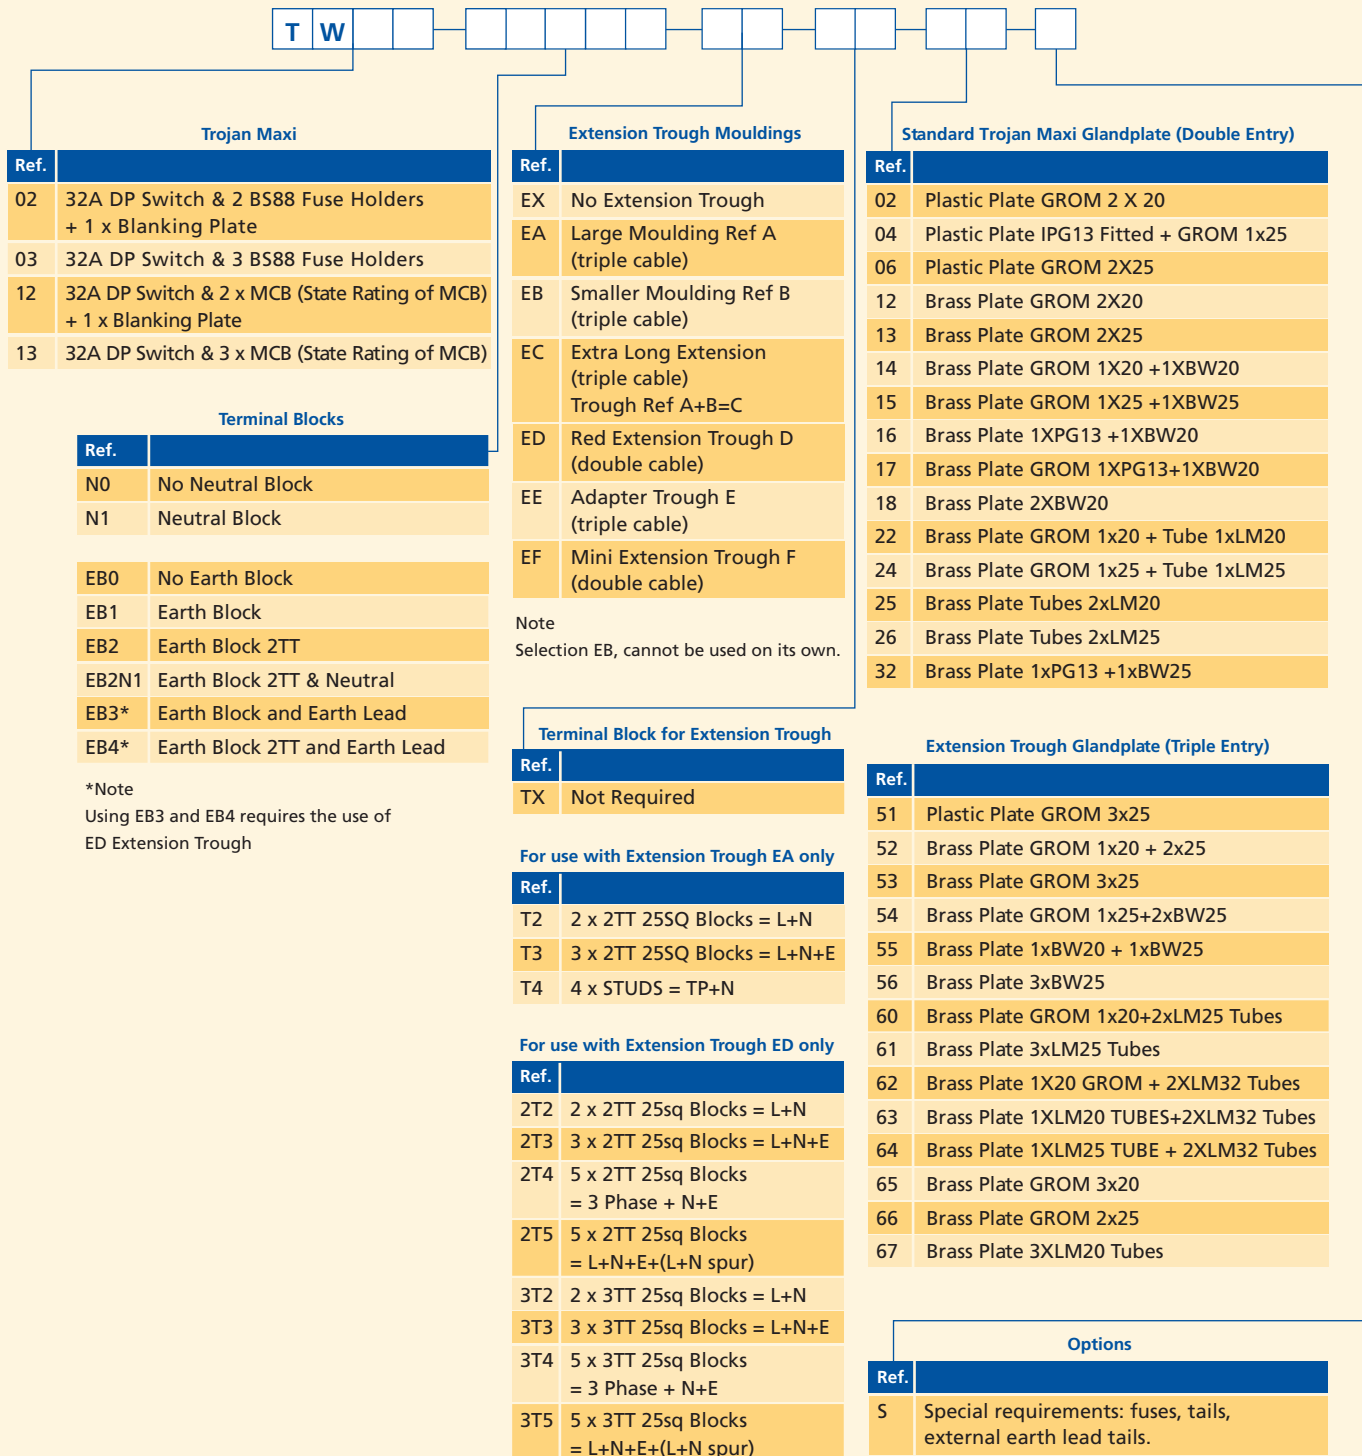 T W
Trojan Maxi
Ref.
02 32A DP Switch & 2 BS88 Fuse Holders
+ 1 x Blanking Plate
03 32A DP Switch & 3 BS88 Fuse Holders
12 32A DP Switch & 2 x MCB (State Rating of MCB)
+ 1 x Blanking Plate
13 32A DP Switch & 3 x MCB (State Rating of MCB)
Terminal Blocks
Ref.
N0 No Neutral Block
N1 Neutral Block
EB0 No Earth Block
EB1 Earth Block
EB2 Earth Block 2TT
EB2N1 Earth Block 2TT & Neutral
EB3* Earth Block and Earth Lead
EB4* Earth Block 2TT and Earth Lead
*Note
Using EB3 and EB4 requires the use of
ED Extension Trough
Extension Trough Mouldings
Ref.
EX No Extension Trough
EA Large Moulding Ref A
(triple cable)
EB Smaller Moulding Ref B
(triple cable)
EC Extra Long Extension
(triple cable)
Trough Ref A+B=C
ED Red Extension Trough D
(double cable)
EE Adapter Trough E
(triple cable)
EF Mini Extension Trough F
(double cable)
Note
Selection EB, cannot be used on its own.
Terminal Block for Extension Trough
Ref.
TX Not Required
For use with Extension Trough EA only
Ref.
T2 2 x 2TT 25SQ Blocks = L+N
T3 3 x 2TT 25SQ Blocks = L+N+E
T4 4 x STUDS = TP+N
For use with Extension Trough ED only
Ref.
2T2 2 x 2TT 25sq Blocks = L+N
2T3 3 x 2TT 25sq Blocks = L+N+E
2T4 5 x 2TT 25sq Blocks
= 3 Phase + N+E
2T5 5 x 2TT 25sq Blocks
= L+N+E+(L+N spur)
3T2 2 x 3TT 25sq Blocks = L+N
3T3 3 x 3TT 25sq Blocks = L+N+E
3T4 5 x 3TT 25sq Blocks
= 3 Phase + N+E
3T5 5 x 3TT 25sq Blocks
= L+N+E+(L+N spur)
Standard Trojan Maxi Glandplate (Double Entry)
Ref.
02 Plastic Plate GROM 2 X 20
04 Plastic Plate IPG13 Fitted + GROM 1x25
06 Plastic Plate GROM 2X25
12 Brass Plate GROM 2X20
13 Brass Plate GROM 2X25
14 Brass Plate GROM 1X20 +1XBW20
15 Brass Plate GROM 1X25 +1XBW25
16 Brass Plate 1XPG13 +1XBW20
17 Brass Plate GROM 1XPG13+1XBW20
18 Brass Plate 2XBW20
22 Brass Plate GROM 1x20 + Tube 1xLM20
24 Brass Plate GROM 1x25 + Tube 1xLM25
25 Brass Plate Tubes 2xLM20
26 Brass Plate Tubes 2xLM25
32 Brass Plate 1xPG13 +1xBW25
Extension Trough Glandplate (Triple Entry)
Ref.
51 Plastic Plate GROM 3x25
52 Brass Plate GROM 1x20 + 2x25
53 Brass Plate GROM 3x25
54 Brass Plate GROM 1x25+2xBW25
55 Brass Plate 1xBW20 + 1xBW25
56 Brass Plate 3xBW25
60 Brass Plate GROM 1x20+2xLM25 Tubes
61 Brass Plate 3xLM25 Tubes
62 Brass Plate 1X20 GROM + 2XLM32 Tubes
63 Brass Plate 1XLM20 TUBES+2XLM32 Tubes
64 Brass Plate 1XLM25 TUBE + 2XLM32 Tubes
65 Brass Plate GROM 3x20
66 Brass Plate GROM 2x25
67 Brass Plate 3XLM20 Tubes
Options
Ref.
S Special requirements: fuses, tails,
external earth lead tails.